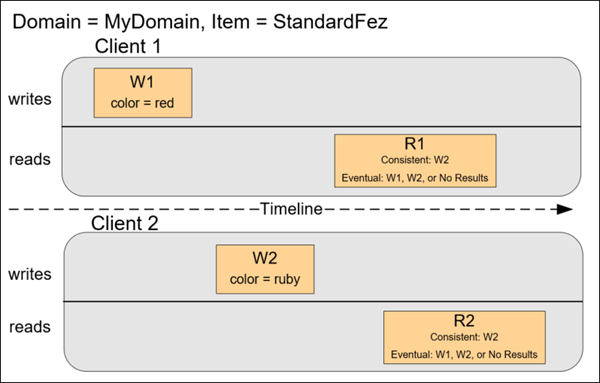 Domain = MyDomain, Item = StandardFez
Client 1
writes
W1
color = red
reads
R1
Consistent: W2
Eventual: W1, W2, or No Results
Timeline
Client 2
writes
W2
color = ruby
reads
R2
Consistent: W2
Eventual: W1, W2, or No Results